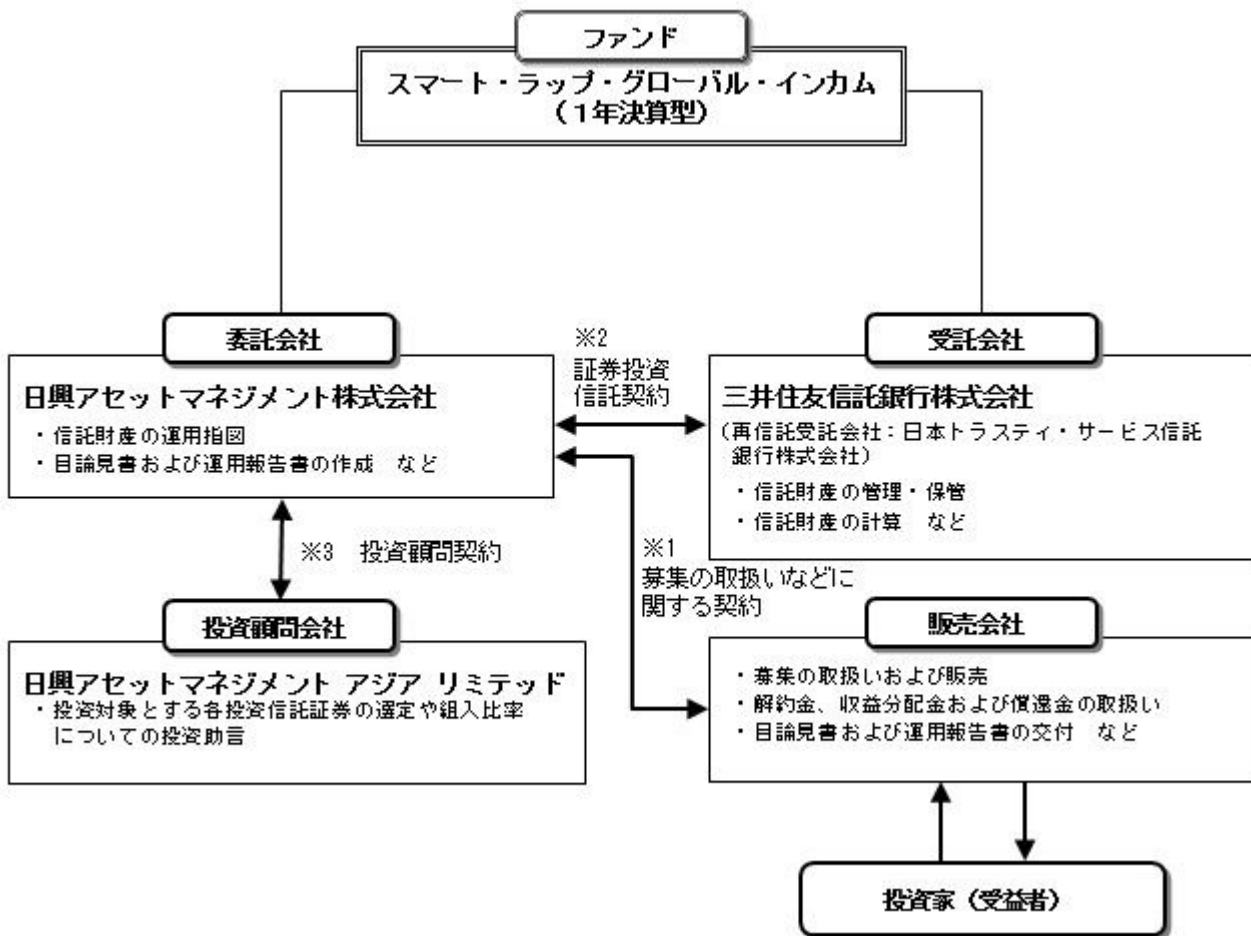 ファンド
スマート・ラップ・グローバル・インカム
（１年決算型）
委託会社
日興アセットマネジメント株式会社
・信託財産の運用指図
・目論見書および運用報告書の作成　など
※2
証券投資
信託契約
受託会社
三井住友信託銀行株式会社
（再信託受託会社：日本トラスティ・サービス信託
銀行株式会社）
・信託財産の管理・保管
・信託財産の計算　など
※3　投資顧問契約
※1
募集の取扱いなどに
関する契約
投資顧問会社
日興アセットマネジメント アジア リミテッド
・投資対象とする各投資信託証券の選定や組入比率
についての投資助言
販売会社
・募集の取扱いおよび販売
・解約金、収益分配金および償還金の取扱い
・目論見書および運用報告書の交付　など
投資家（受益者）